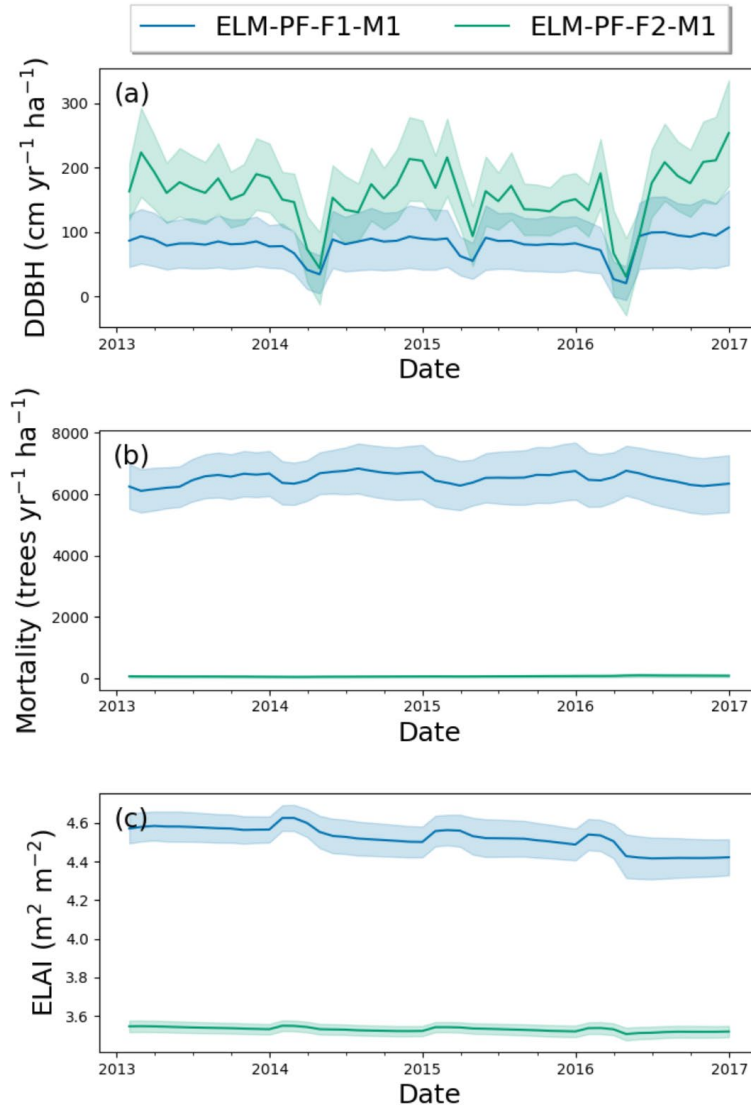 ELM-PF-F1-M1 ELM-PF-F2-M1
(a)
DDBH (cm yr⁻¹ ha⁻¹)
300
200
100
0
2013 2014 2015 2016 2017
Date
(b)
Mortality (trees yr⁻¹ ha⁻¹)
8000
6000
4000
2000
0
2013 2014 2015 2016 2017
Date
(c)
ELAI (m² m⁻²)
4.6
4.4
4.2
4.0
3.8
3.6
2013 2014 2015 2016 2017
Date